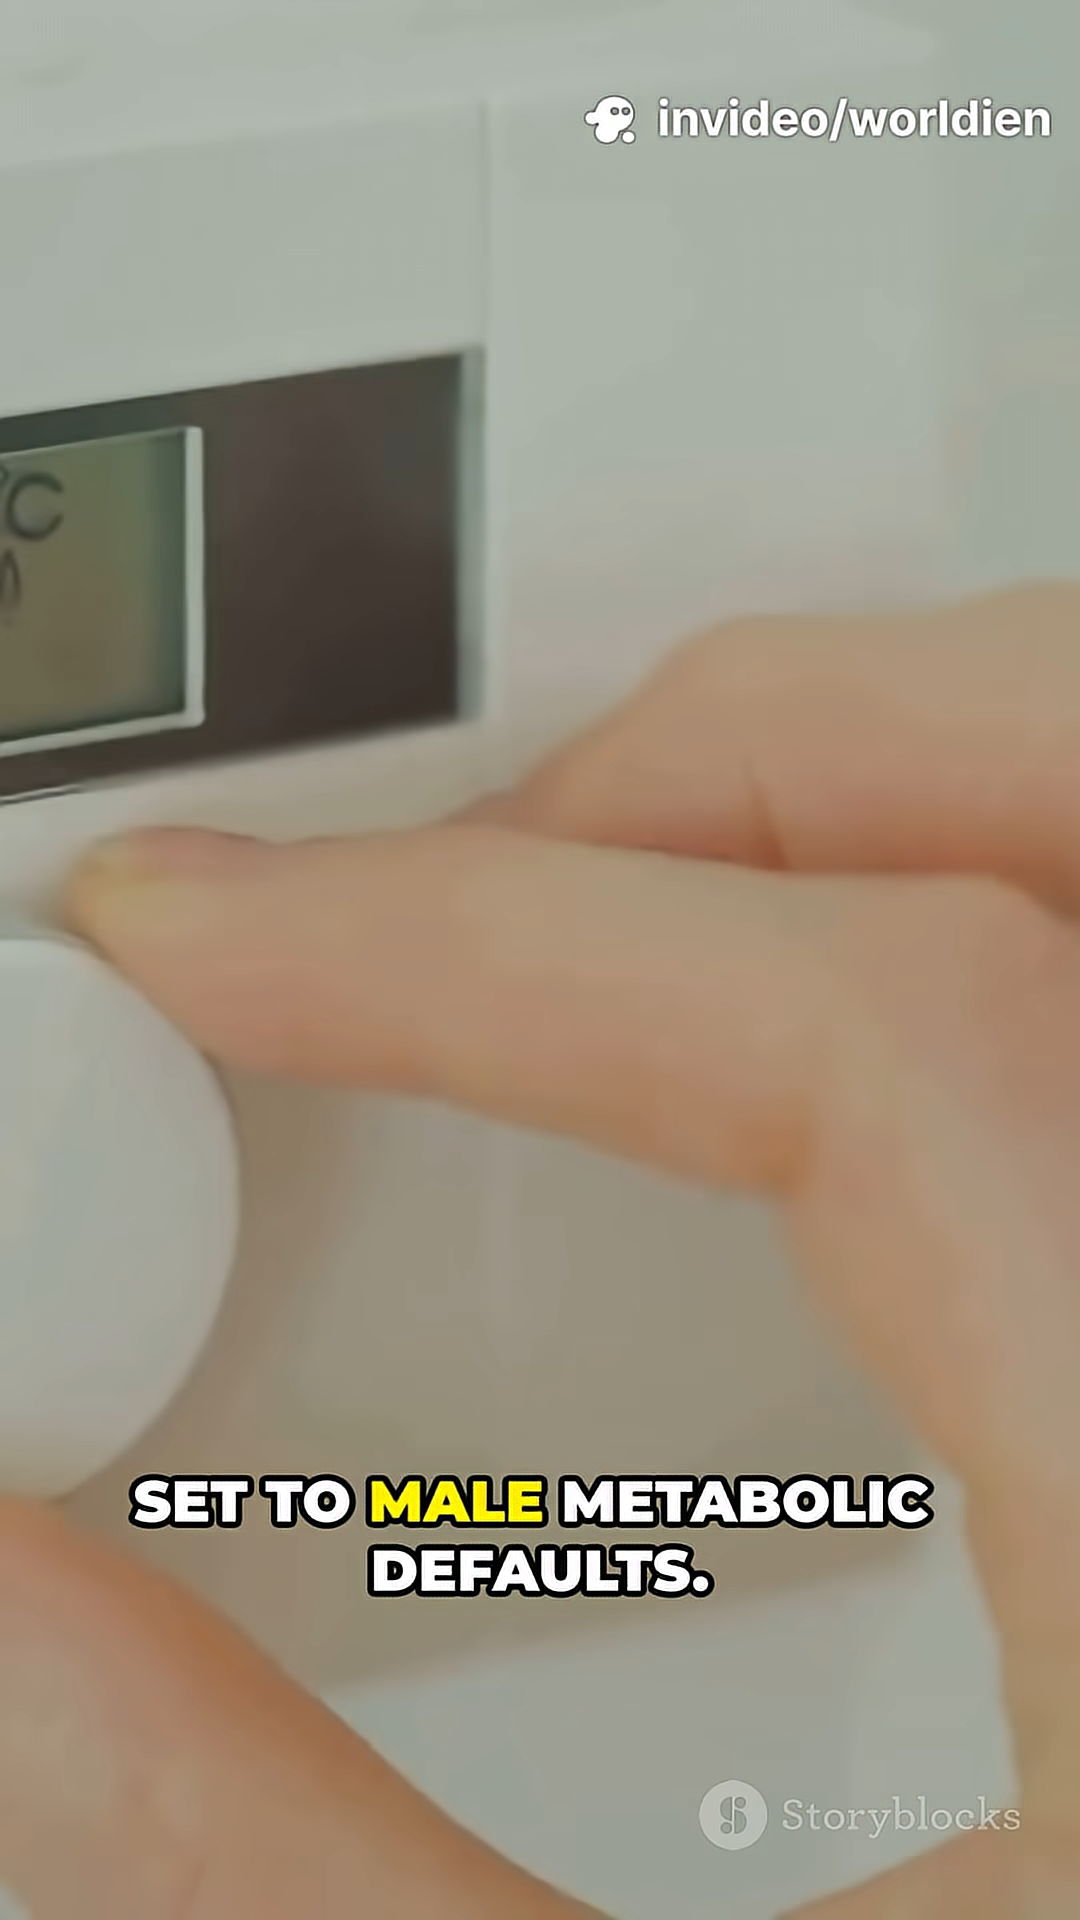 invideo/worldien
°C
SET TO MALE METABOLIC
DEFAULTS.
Storyblocks